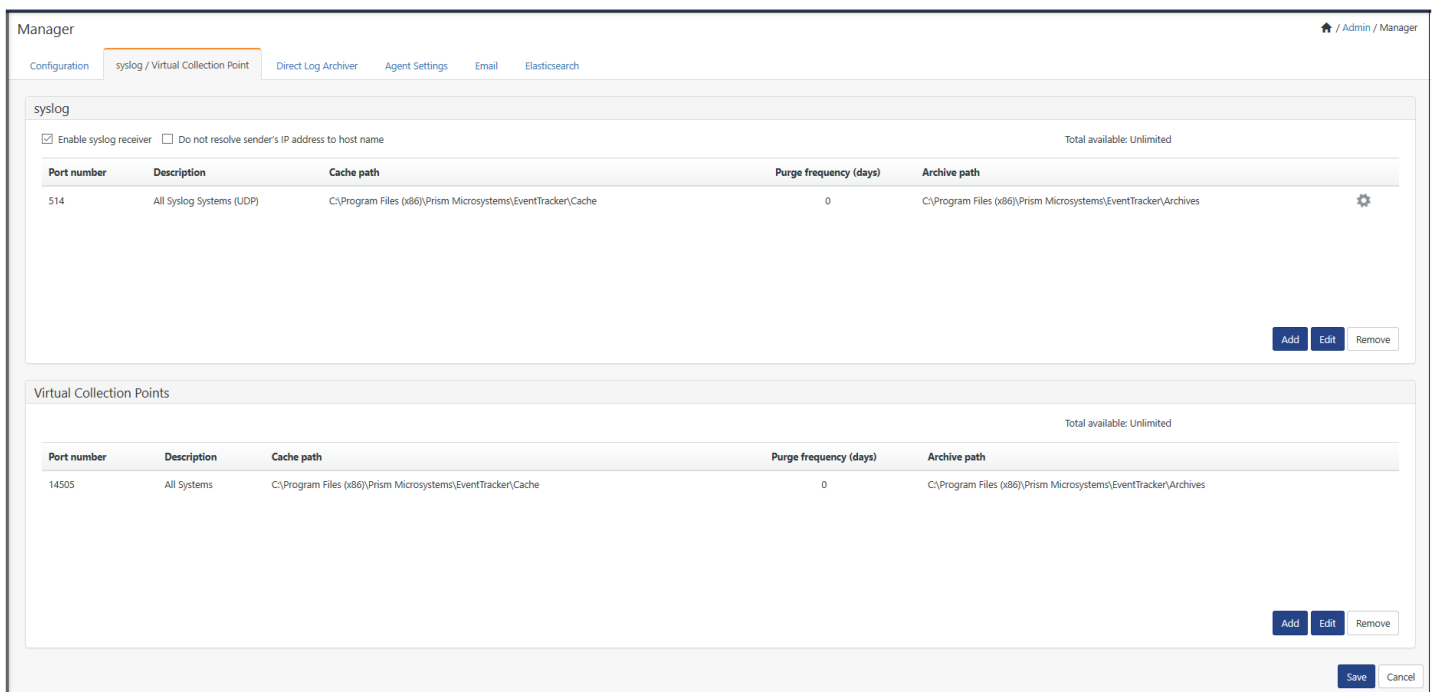 Manager
/ Admin / Manager
Configuration syslog / Virtual Collection Point Direct Log Archiver Agent Settings Email Elasticsearch
syslog
Enable syslog receiver Do not resolve sender's IP address to host name Total available: Unlimited
Port number Description Cache path Purge frequency (days) Archive path
514 All Syslog Systems (UDP) C:\Program Files (x86)\Prism Microsystems\EventTracker\Cache 0 C:\Program Files (x86)\Prism Microsystems\EventTracker\Archives
Add Edit Remove
Virtual Collection Points
Total available: Unlimited
Port number Description Cache path Purge frequency (days) Archive path
14505 All Systems C:\Program Files (x86)\Prism Microsystems\EventTracker\Cache 0 C:\Program Files (x86)\Prism Microsystems\EventTracker\Archives
Add Edit Remove
Save Cancel